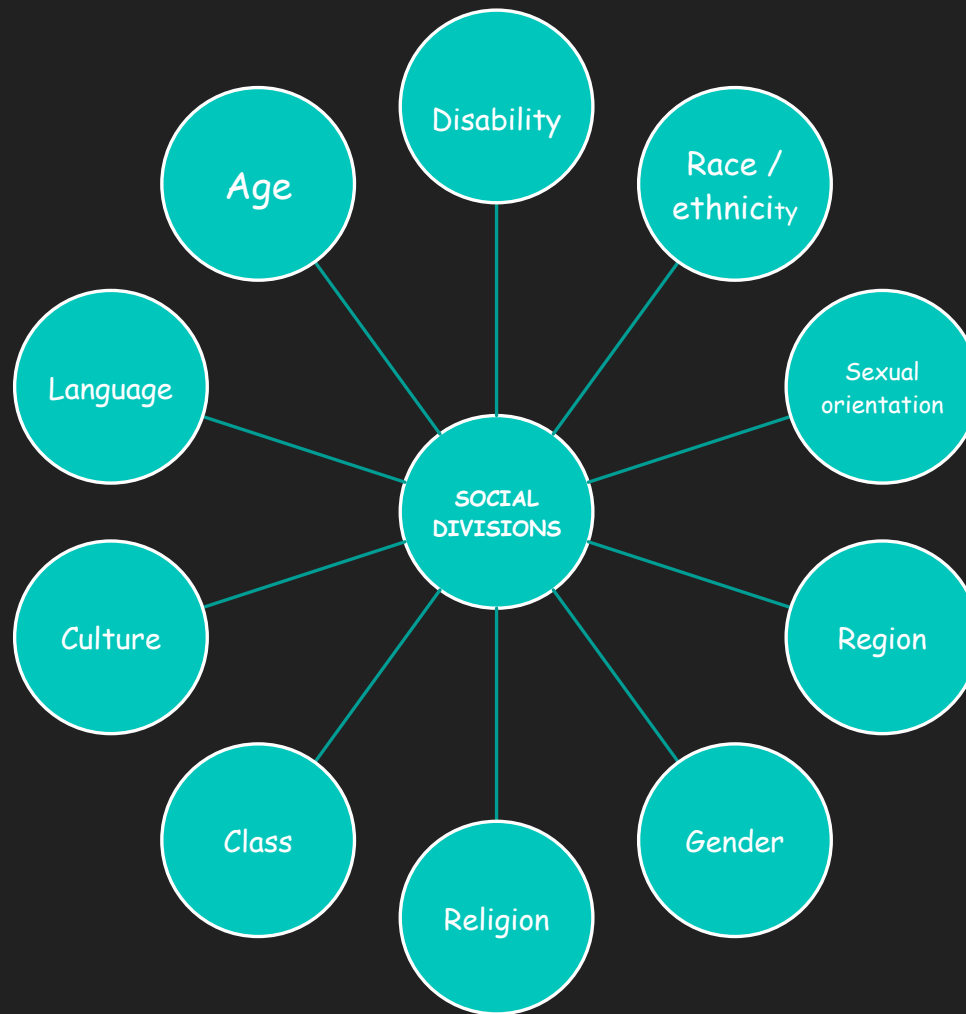 Disability
Age
Race /
ethnicity
Language
Sexual
orientation
SOCIAL
DIVISIONS
Culture
Region
Class
Gender
Religion